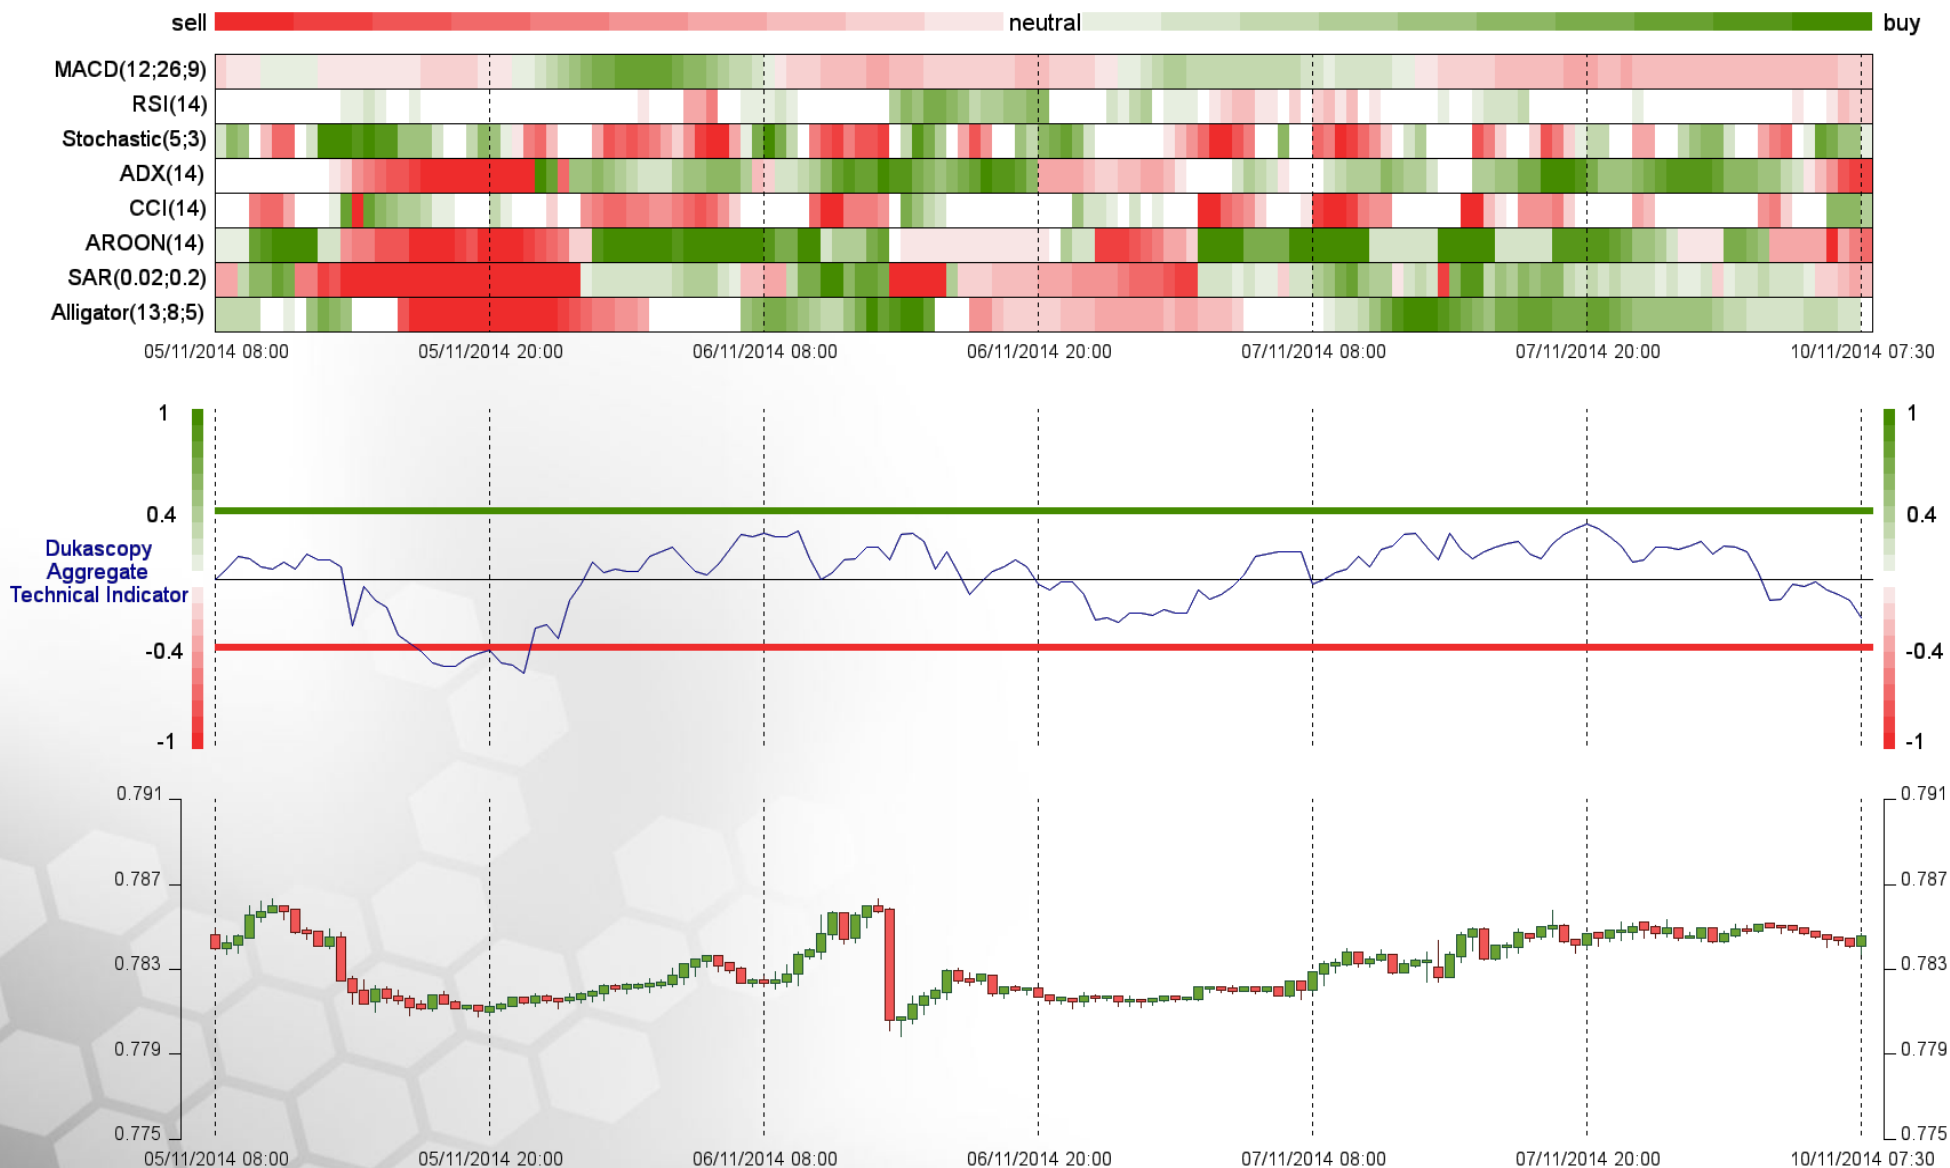 sell neutral buy
MACD(12;26;9)
RSI(14)
Stochastic(5;3)
ADX(14)
CCI(14)
AROON(14)
SAR(0.02;0.2)
Alligator(13;8;5)
05/11/2014 08:00 05/11/2014 20:00 06/11/2014 08:00 06/11/2014 20:00 07/11/2014 08:00 07/11/2014 20:00 10/11/2014 07:30
1 1
0.4 0.4
Dukascopy
Aggregate
Technical Indicator
-0.4 -0.4
-1 -1
0.791 0.791
0.787 0.787
0.783 0.783
0.779 0.779
0.775 0.775
05/11/2014 08:00 05/11/2014 20:00 06/11/2014 08:00 06/11/2014 20:00 07/11/2014 08:00 07/11/2014 20:00 10/11/2014 07:30